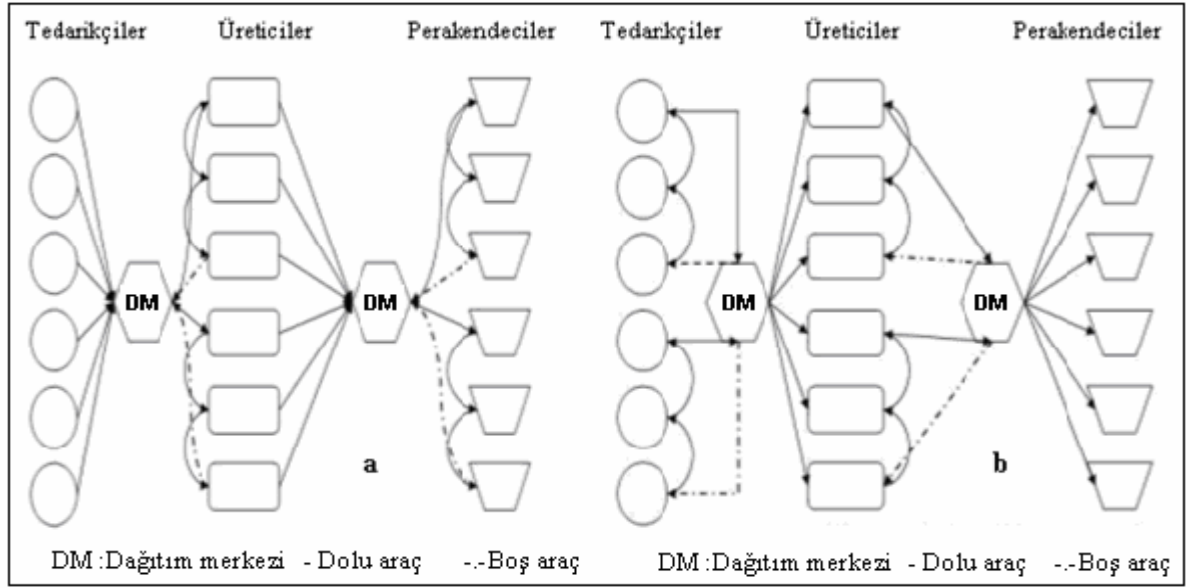 Tedarikçiler Üreticiler Perakendeciler Tedarıkçiler Üreticiler Perakendeciler
DM DM DM DM
a b
DM :Dağıtım merkezi - Dolu araç -.-Boş araç DM :Dağıtım merkezi - Dolu araç -.-Boş araç